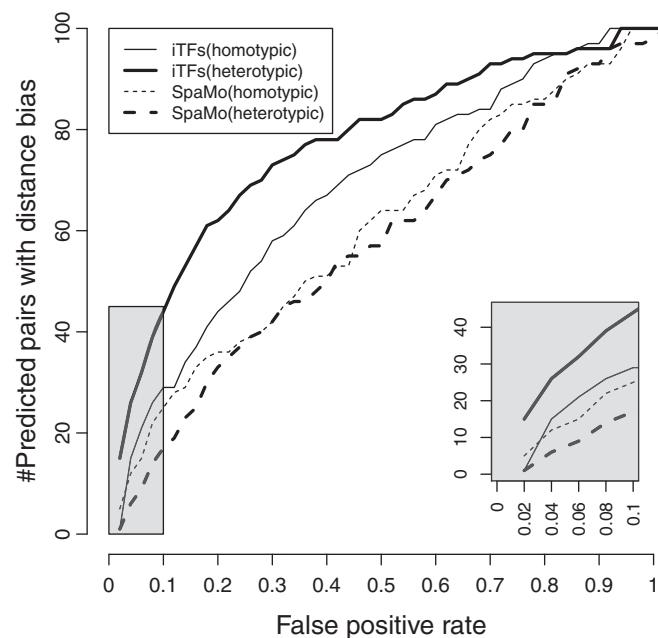 #Predicted pairs with distance bias
100
80
60
40
20
0
iTFs(homotypic)
iTFs(heterotypic)
SpaMo(homotypic)
SpaMo(heterotypic)
40
30
20
10
0
0 0.02 0.04 0.06 0.08 0.1
0 0.1 0.2 0.3 0.4 0.5 0.6 0.7 0.8 0.9 1
False positive rate